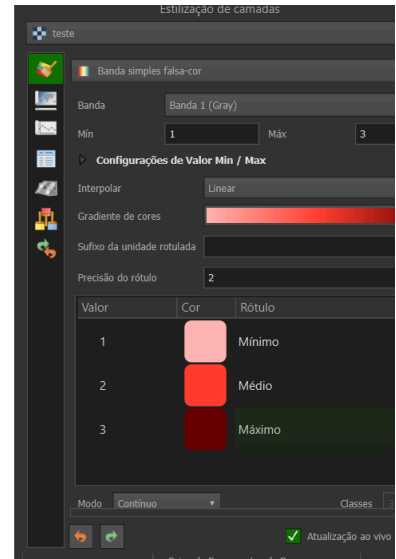 Estilização de camadas
teste
Banda simples falsa-cor
Banda Banda 1 (Gray)
Mín 1 Máx 3
Configurações de Valor Min / Max
Interpolar Linear
Gradiente de cores
Sufixo da unidade rotulada
Precisão do rótulo 2
Valor Cor Rótulo
1 Mínimo
2 Médio
3 Máximo
Modo Contínuo Classes 3
Atualização ao vivo